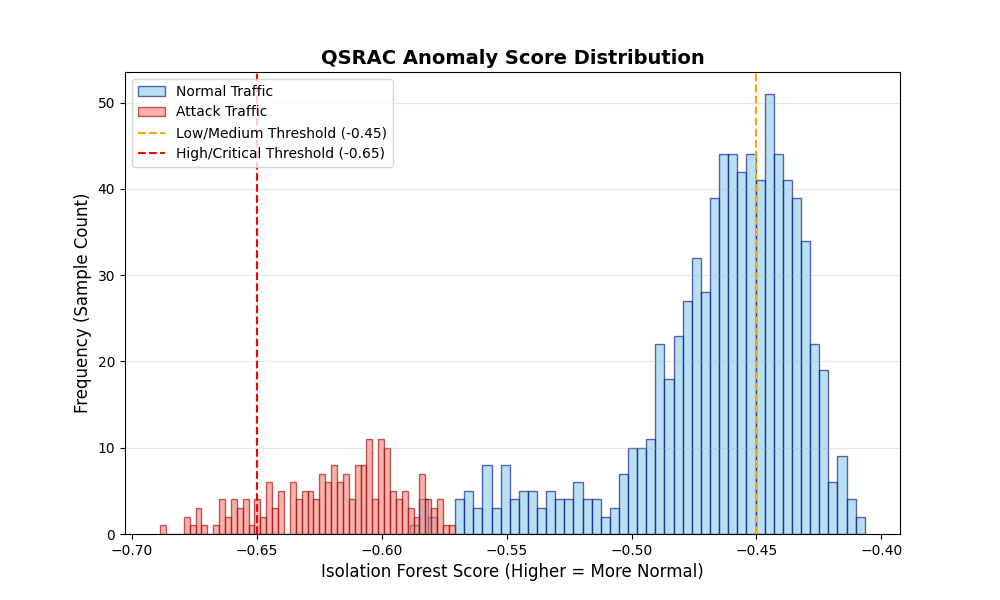 QSRAC Anomaly Score Distribution
Normal Traffic
Attack Traffic
Low/Medium Threshold (-0.45)
High/Critical Threshold (-0.65)
Frequency (Sample Count)
50
40
30
20
10
0
−0.70 −0.65 −0.60 −0.55 −0.50 −0.45 −0.40
Isolation Forest Score (Higher = More Normal)